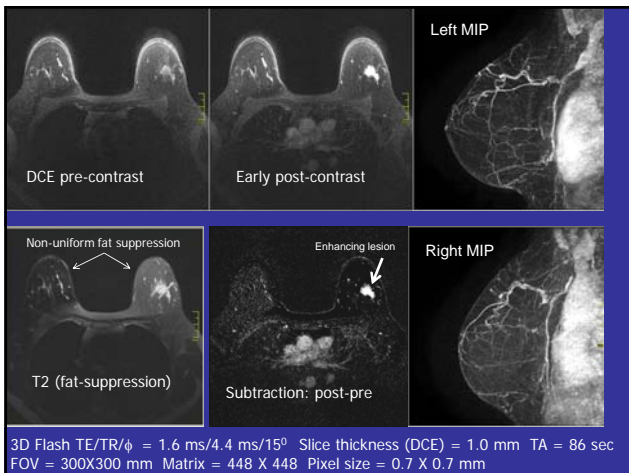 Left MIP
DCE pre-contrast
Early post-contrast
Non-uniform fat suppression
Enhancing lesion
Right MIP
T2 (fat-suppression)
Subtraction: post-pre
3D Flash TE/TR/ϕ = 1.6 ms/4.4 ms/15⁰ Slice thickness (DCE) = 1.0 mm TA = 86 sec
FOV = 300X300 mm Matrix = 448 X 448 Pixel size = 0.7 X 0.7 mm